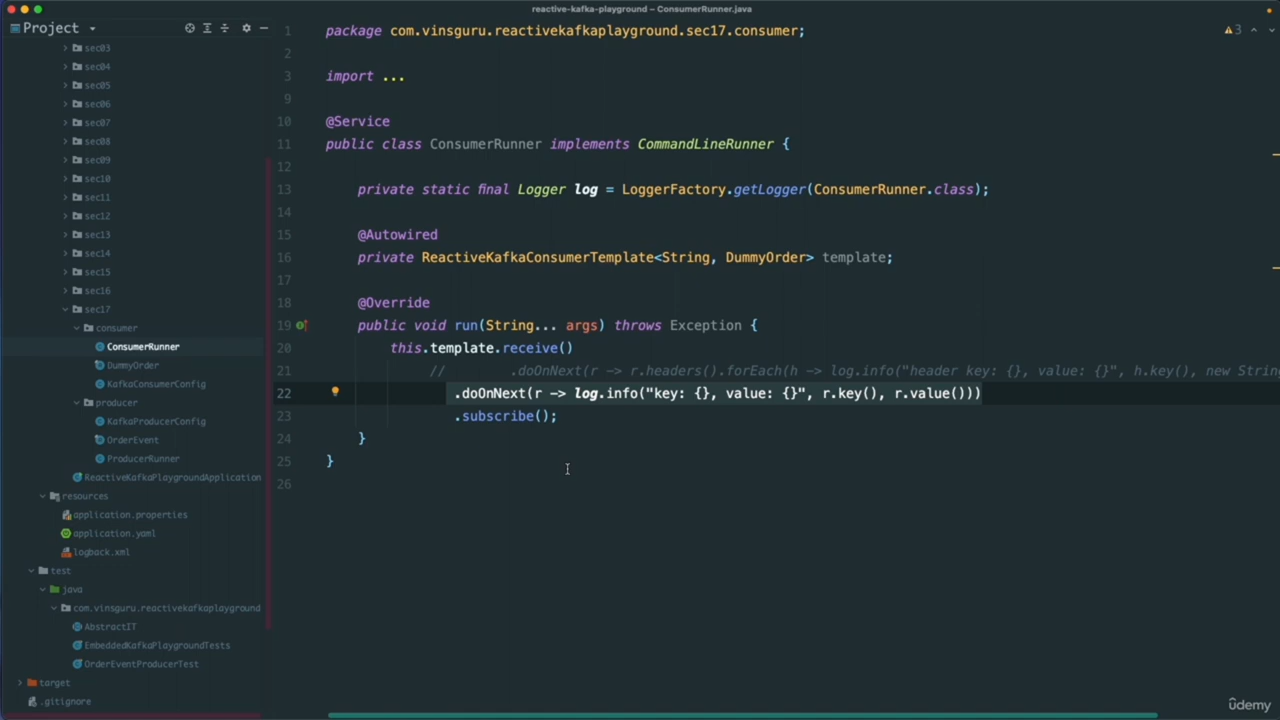 reactive-kafka-playground – ConsumerRunner.java
Project
sec03
sec04
sec05
sec06
sec07
sec08
sec09
sec10
sec11
sec12
sec13
sec14
sec15
sec16
sec17
consumer
ConsumerRunner
DummyOrder
KafkaConsumerConfig
producer
KafkaProducerConfig
OrderEvent
ProducerRunner
ReactiveKafkaPlaygroundApplication
resources
application.properties
application.yaml
logback.xml
test
java
com.vinsguru.reactivekafkaplayground
AbstractIT
EmbeddedKafkaPlaygroundTests
OrderEventProducerTest
target
.gitignore
1 package com.vinsguru.reactivekafkaplayground.sec17.consumer;
2
3 import ...
9
10 @Service
11 public class ConsumerRunner implements CommandLineRunner {
12
13 private static final Logger log = LoggerFactory.getLogger(ConsumerRunner.class);
14
15 @Autowired
16 private ReactiveKafkaConsumerTemplate<String, DummyOrder> template;
17
18 @Override
19 public void run(String... args) throws Exception {
20 this.template.receive()
21 // .doOnNext(r -> r.headers().forEach(h -> log.info("header key: {}, value: {}", h.key(), new String
22 .doOnNext(r -> log.info("key: {}, value: {}", r.key(), r.value()))
23 .subscribe();
24 }
25 }
26
3
udemy